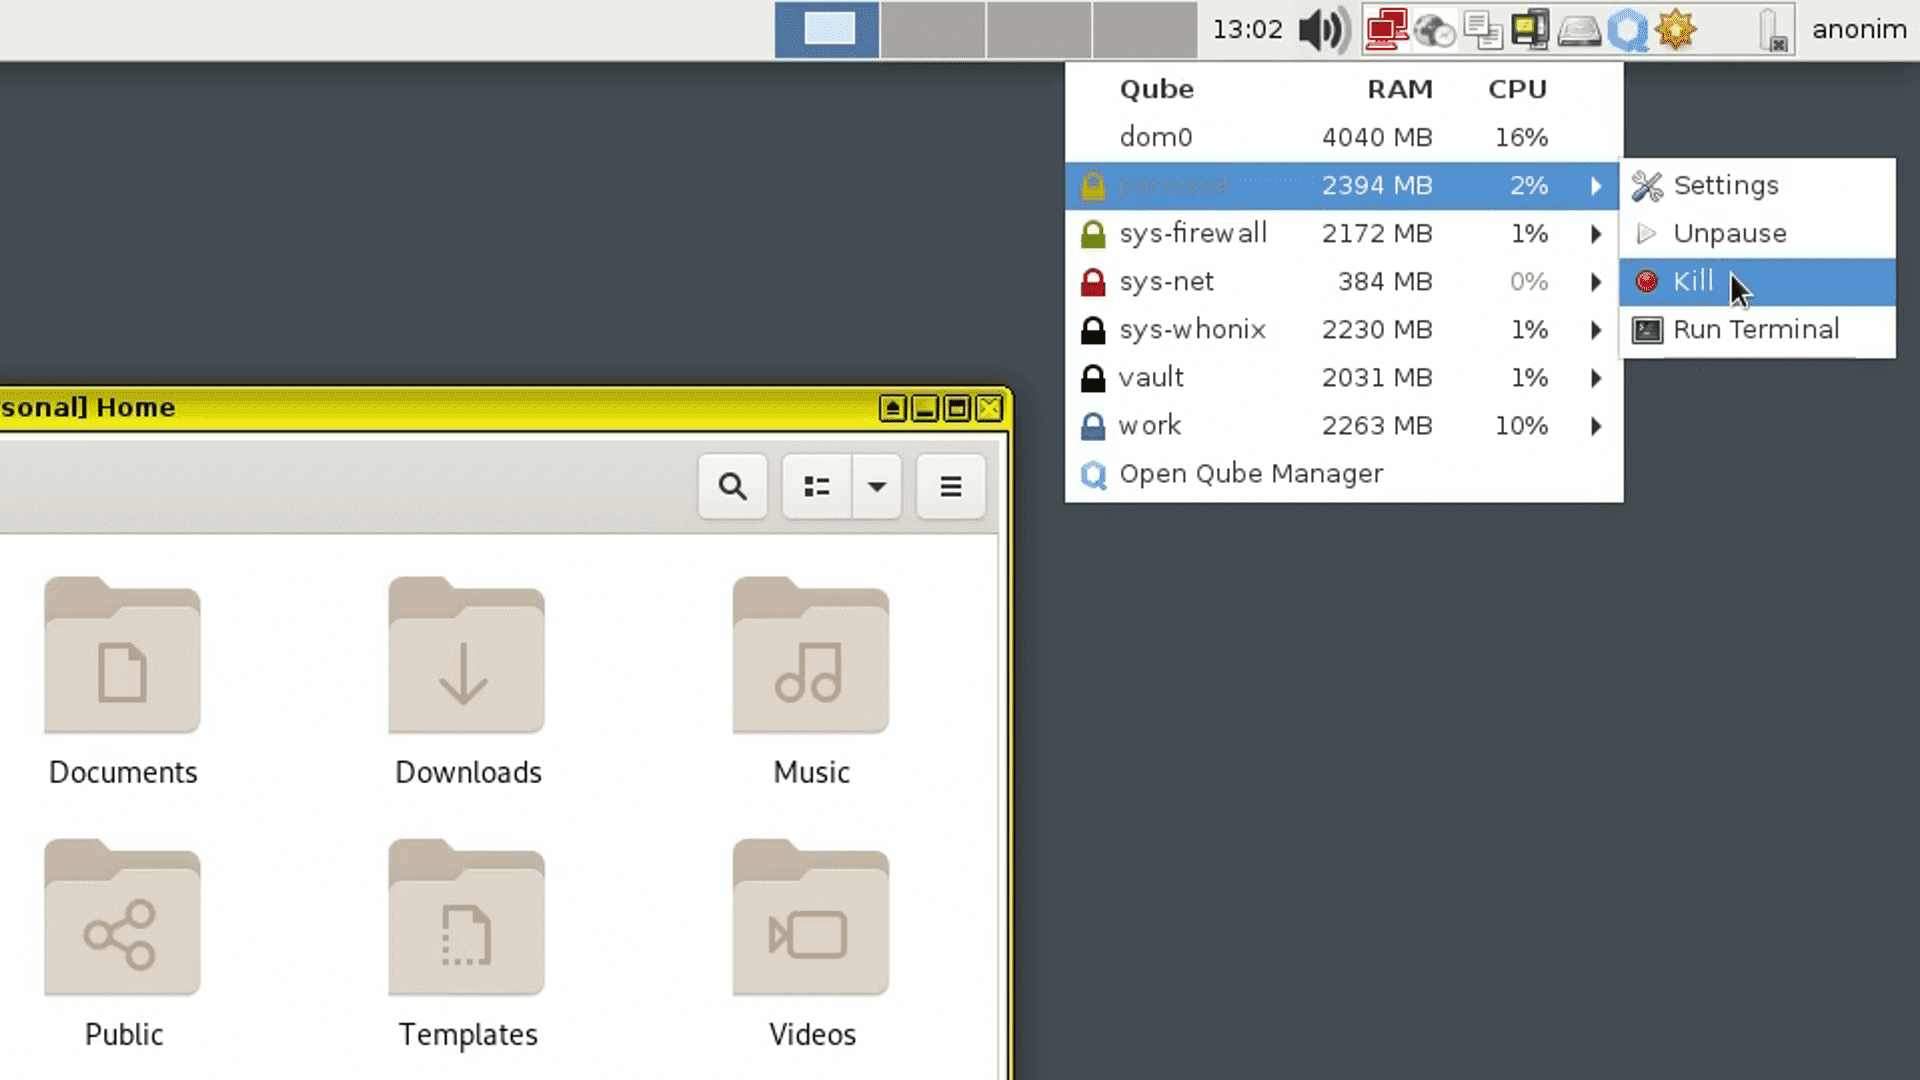 13:02 anonim
Qube RAM CPU
dom0 4040 MB 16%
personal 2394 MB 2%
sys-firewall 2172 MB 1%
sys-net 384 MB 0%
sys-whonix 2230 MB 1%
vault 2031 MB 1%
work 2263 MB 10%
Open Qube Manager
Settings
Unpause
Kill
Run Terminal
sonal] Home
Documents Downloads Music
Public Templates Videos